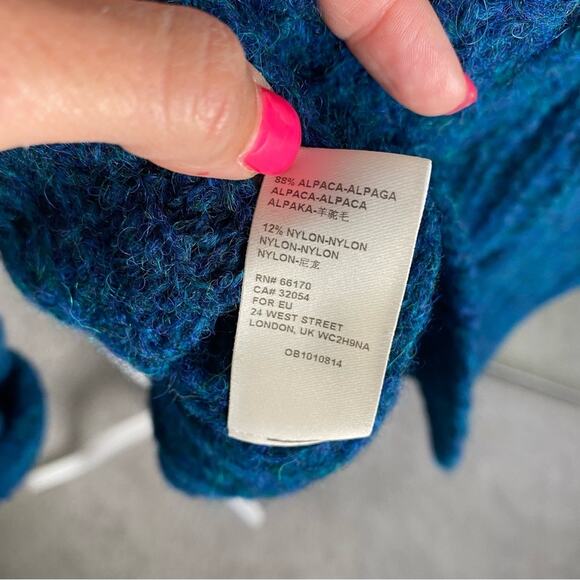 88% ALPACA-ALPAGA
ALPACA-ALPACA
ALPAKA-羊驼毛
12% NYLON-NYLON
NYLON-NYLON
NYLON-尼龙
RN# 66170
CA# 32054
FOR EU
24 WEST STREET
LONDON, UK WC2H9NA
OB1010814